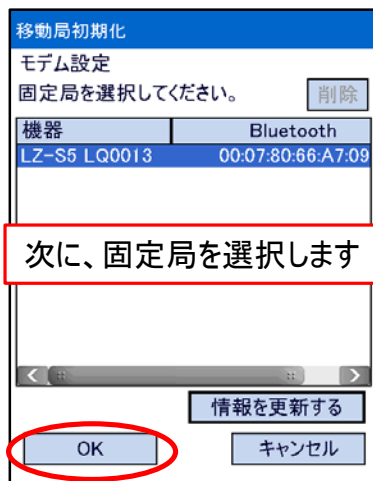 移動局初期化
モデム設定
固定局を選択してください。
削除
機器 Bluetooth
LZ-S5 LQ0013 00:07:80:66:A7:09
次に、固定局を選択します
情報を更新する
OK キャンセル